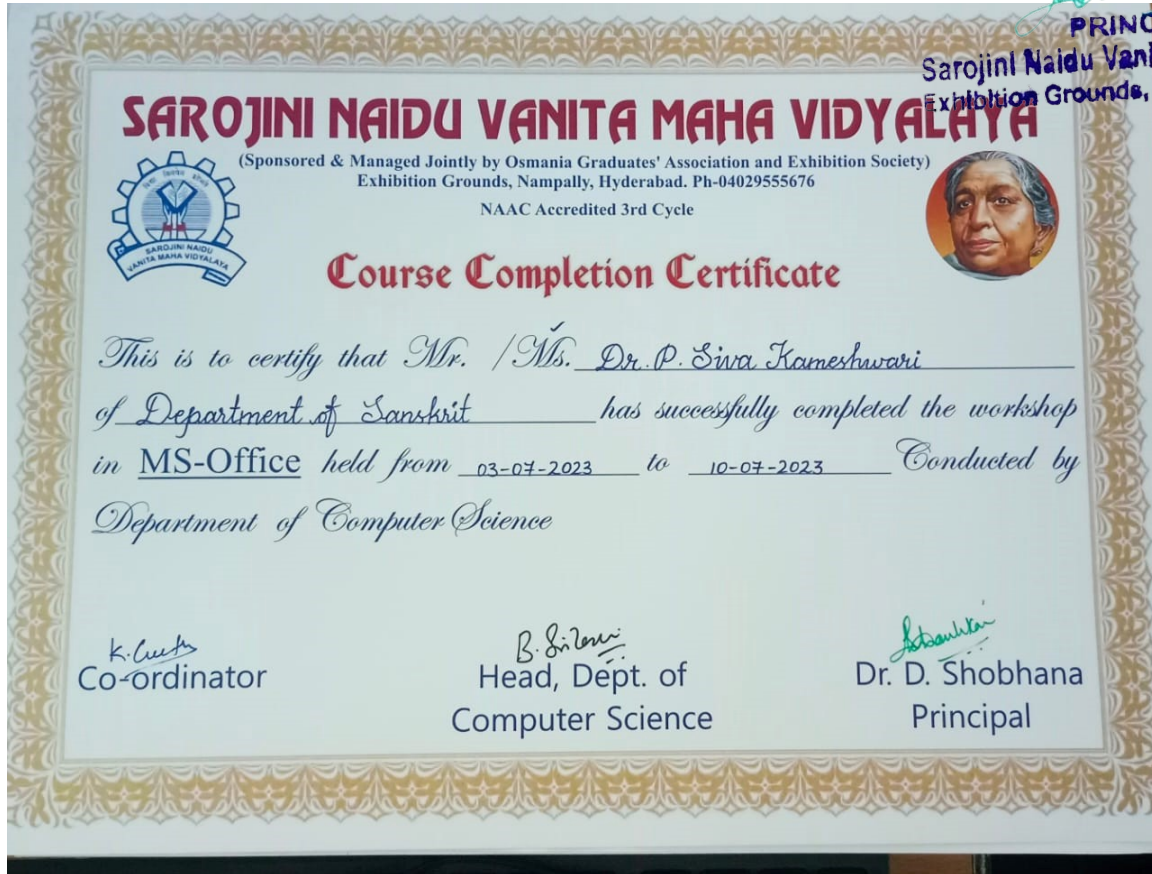 PRINC
Sarojini Naidu Vani
Exhibition Grounds,
SAROJINI NAIDU VANITA MAHA VIDYALAYA
(Sponsored & Managed Jointly by Osmania Graduates' Association and Exhibition Society)
Exhibition Grounds, Nampally, Hyderabad. Ph-04029555676
NAAC Accredited 3rd Cycle
SAROJINI NAIDU
VANITA MAHA VIDYALAYA
Course Completion Certificate
This is to certify that Mr. / Ms. Dr. P. Siva Kameshwari
of Department of Sanskrit has successfully completed the workshop
in MS-Office held from 03-07-2023 to 10-07-2023 Conducted by
Department of Computer Science
Co-ordinator
Head, Dept. of
Computer Science
Dr. D. Shobhana
Principal